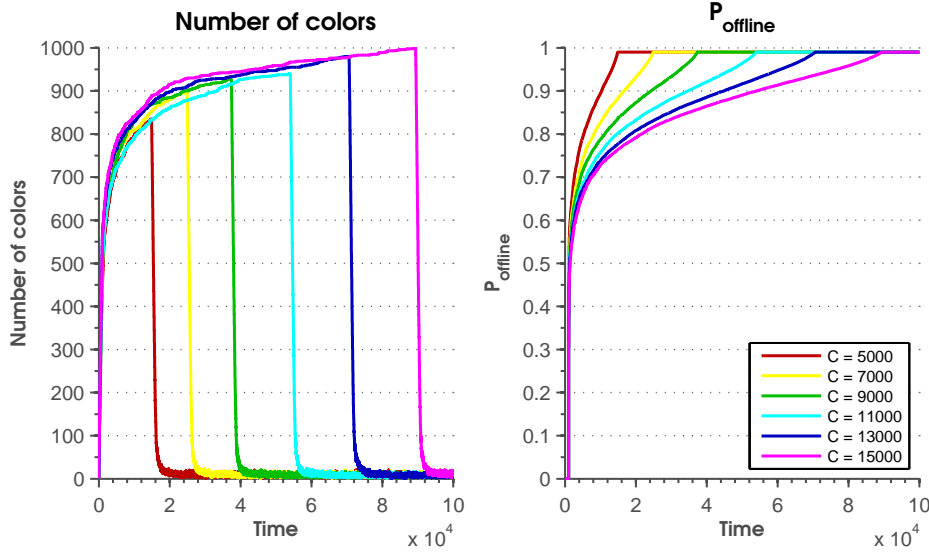 Number of colors
Number of colors
1000
900
800
700
600
500
400
300
200
100
0
0
2
4
6
8
10
Time
x 10^4
P_offline
P_offline
1
0.9
0.8
0.7
0.6
0.5
0.4
0.3
0.2
0.1
0
0
2
4
6
8
10
Time
x 10^4
C = 5000
C = 7000
C = 9000
C = 11000
C = 13000
C = 15000